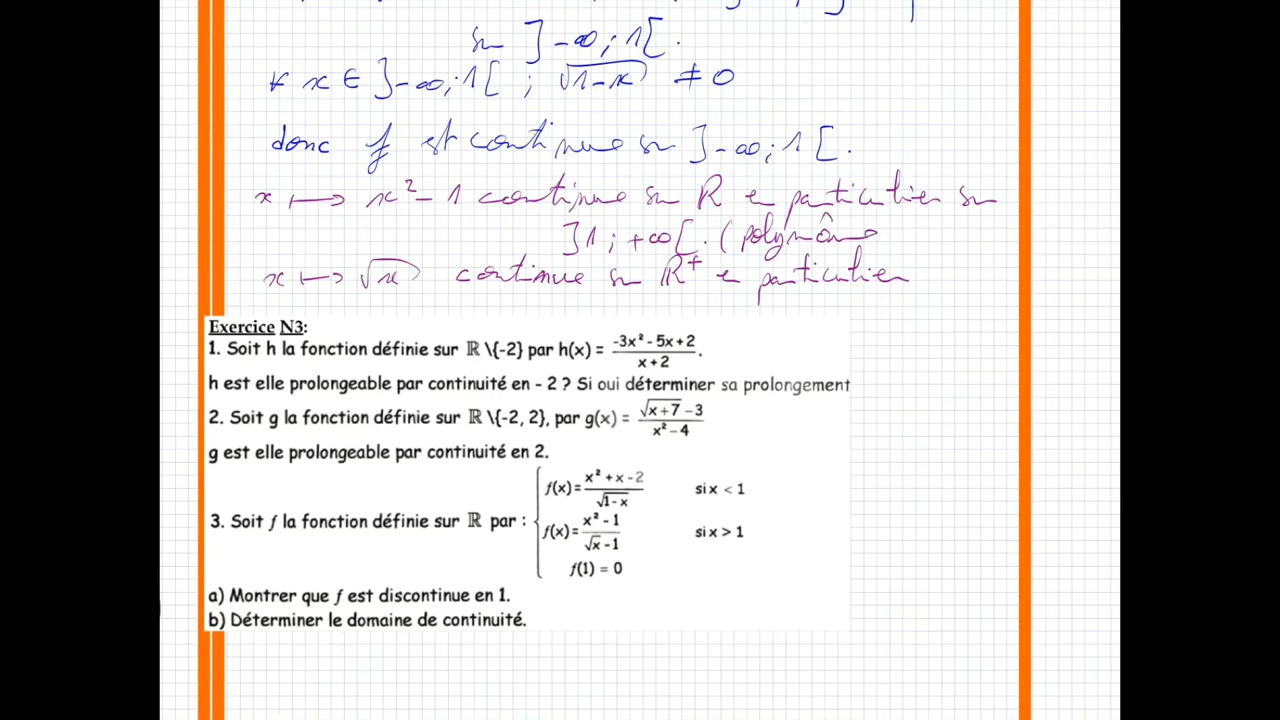 sur ]-∞; 1[.
∀ x ∈ ]-∞; 1[ ; √(1-x) ≠ 0
donc f est continue sur ]-∞; 1[.
x ⟼ x² - 1 continue sur ℝ en particulier sur
]1; +∞[. (polynôme
x ⟼ √x continue sur ℝ⁺ en particulier
Exercice N3:
1. Soit h la fonction définie sur ℝ \{-2} par h(x) = (-3x² - 5x + 2)/(x + 2).
h est elle prolongeable par continuité en - 2 ? Si oui déterminer sa prolongement
2. Soit g la fonction définie sur ℝ \{-2, 2}, par g(x) = (√(x+7) - 3)/(x² - 4)
g est elle prolongeable par continuité en 2.
f(x) = (x² + x - 2)/√(1-x) si x < 1
3. Soit f la fonction définie sur ℝ par : { f(x) = (x² - 1)/(√x - 1) si x > 1
f(1) = 0
a) Montrer que f est discontinue en 1.
b) Déterminer le domaine de continuité.